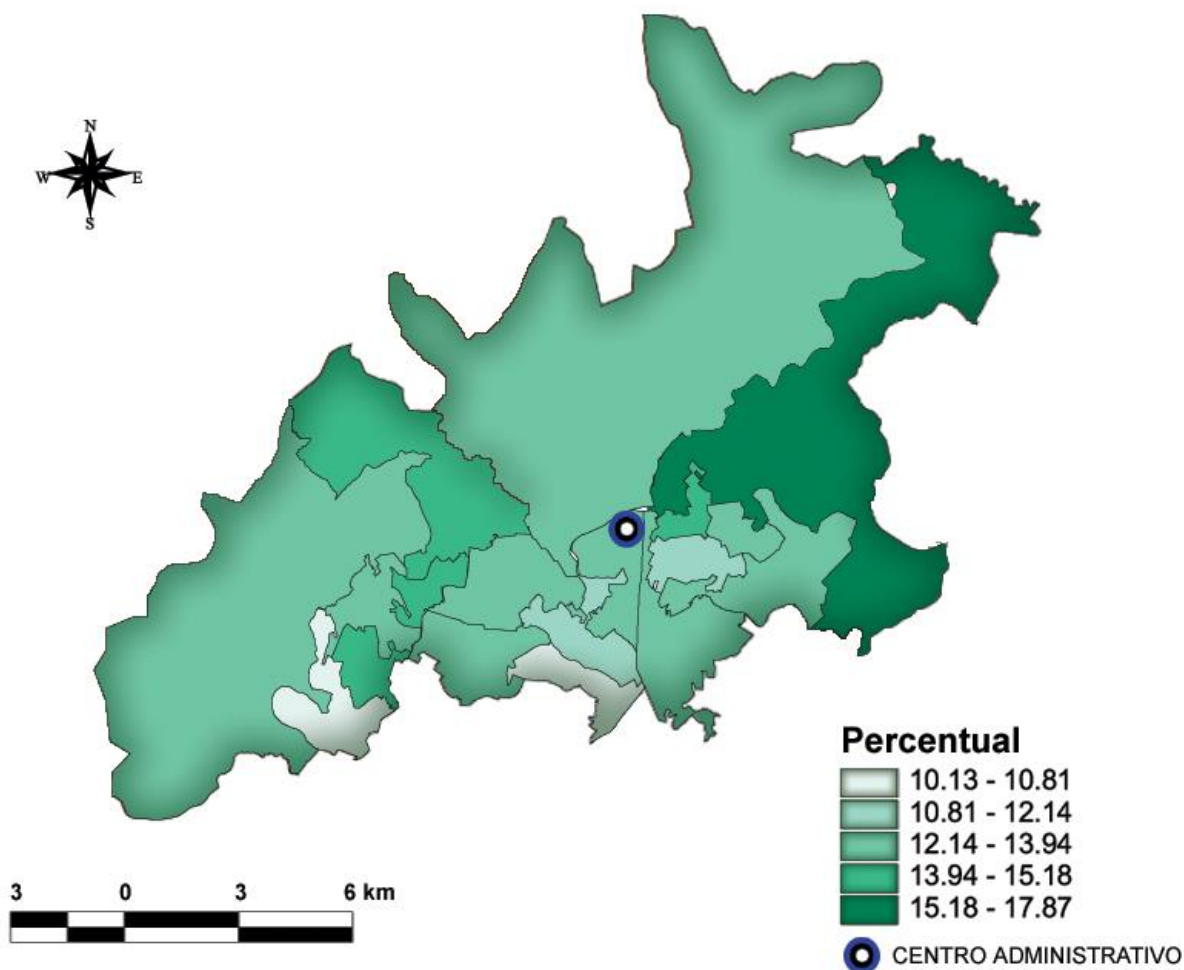 N
W E
S
Percentual
10.13 - 10.81
10.81 - 12.14
12.14 - 13.94
13.94 - 15.18
15.18 - 17.87
CENTRO ADMINISTRATIVO
3 0 3 6 km